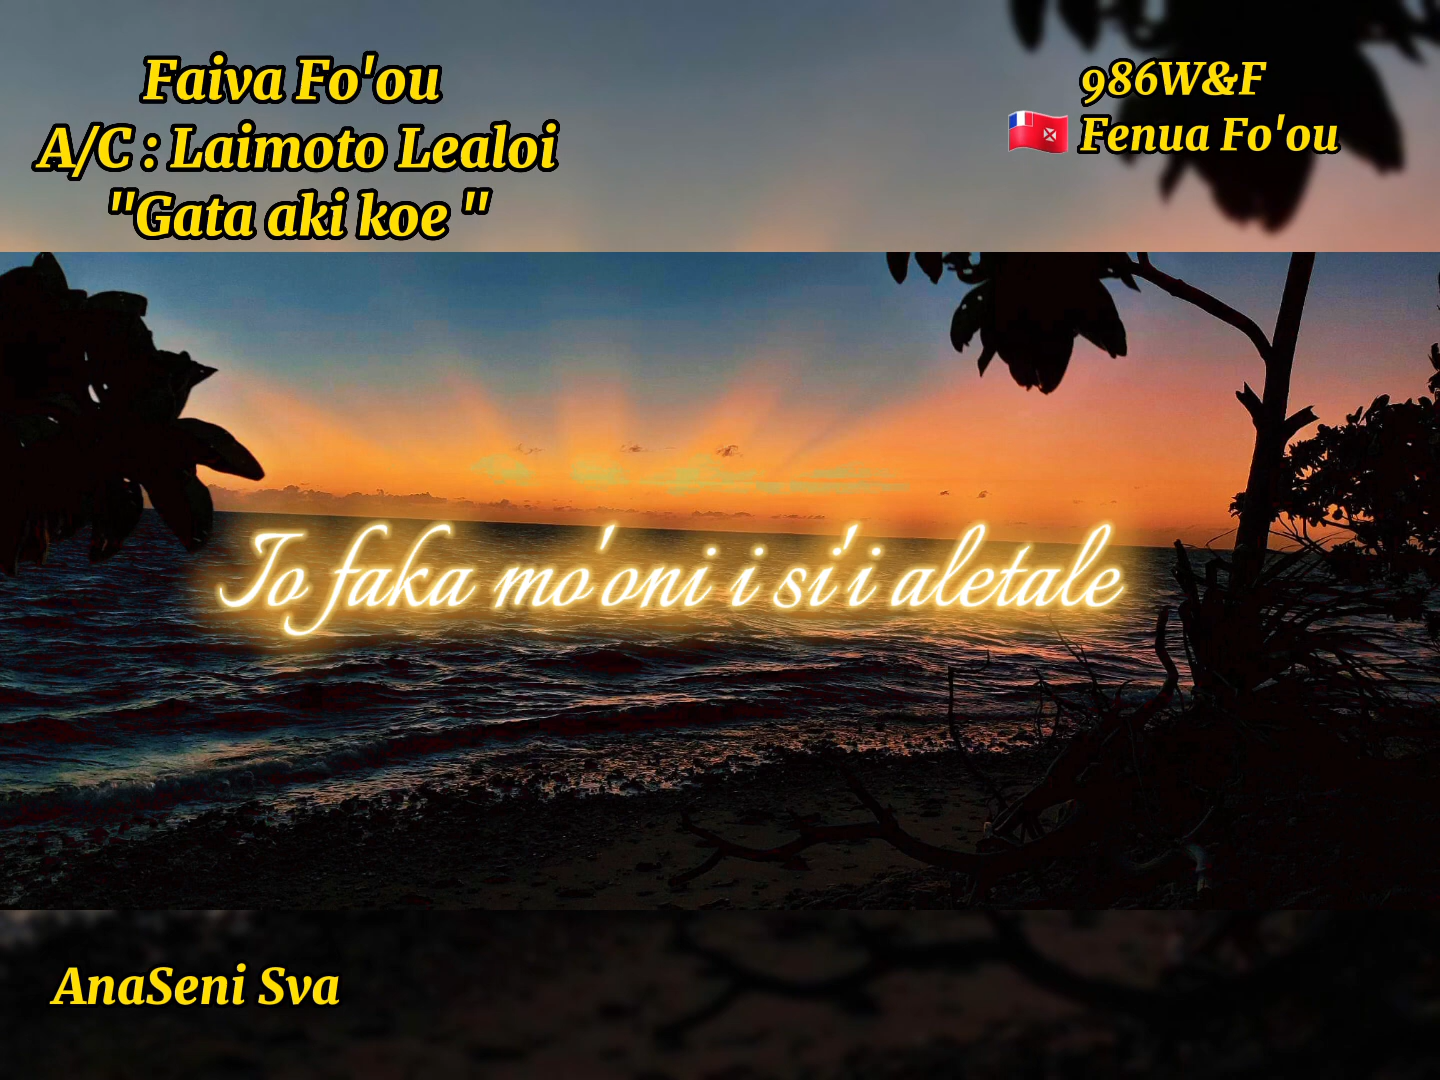 Faiva Fo'ou
A/C : Laimoto Lealoi
"Gata aki koe "
986W&F
🇼🇫 Fenua Fo'ou
To faka mo'oni i si'i aletale
AnaSeni Sva